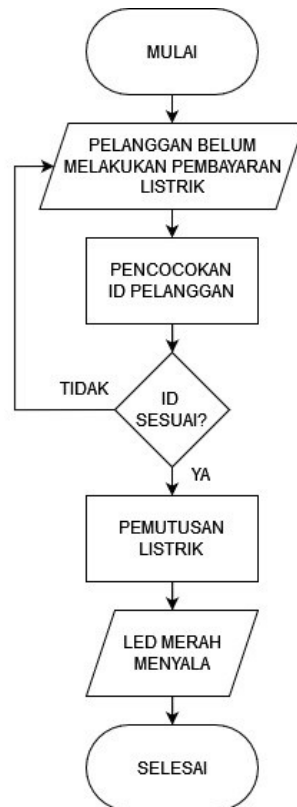 MULAI
PELANGGAN BELUM
MELAKUKAN PEMBAYARAN
LISTRIK
PENCOCOKAN
ID PELANGGAN
TIDAK
ID
SESUAI?
YA
PEMUTUSAN
LISTRIK
LED MERAH
MENYALA
SELESAI